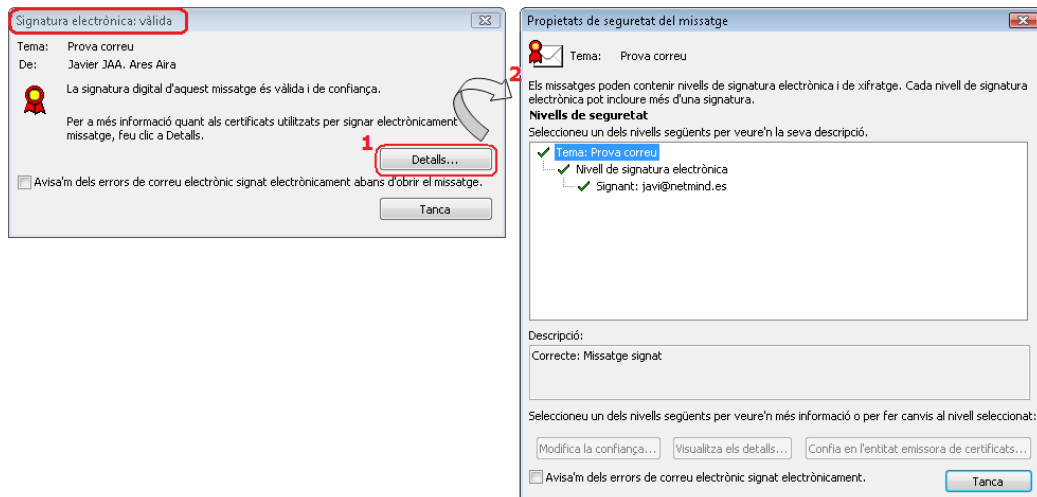 Signatura electrònica: vàlida
Tema: Prova correu
De: Javier JAA. Ares Aira
La signatura digital d'aquest missatge és vàlida i de confiança.
Per a més informació quant als certificats utilitzats per signar electrònicament
missatge, feu clic a Detalls.
1
Detalls...
Avisa'm dels errors de correu electrònic signat electrònicament abans d'obrir el missatge.
Tanca
2
Propietats de seguretat del missatge
Tema: Prova correu
Els missatges poden contenir nivells de signatura electrònica i de xifratge. Cada nivell de signatura
electrònica pot incloure més d'una signatura.
Nivells de seguretat
Seleccioneu un dels nivells següents per veure'n la seva descripció.
Tema: Prova correu
Nivell de signatura electrònica
Signant: javi@netmind.es
Descripció:
Correcte: Missatge signat
Seleccioneu un dels nivells següents per veure'n més informació o per fer canvis al nivell seleccionat:
Modifica la confiança... Visualitza els detalls... Confia en l'entitat emissora de certificats...
Avisa'm dels errors de correu electrònic signat electrònicament.
Tanca